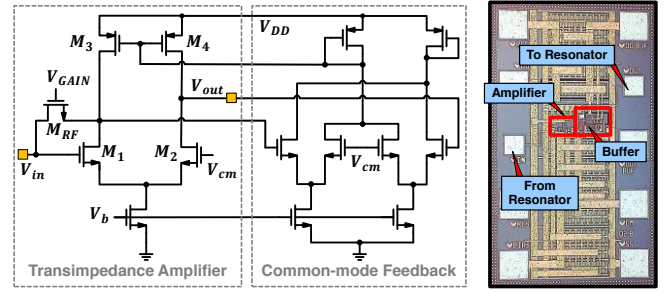 M3
M4
VDD
VGAIN
Vout
MRF
M1
M2
Vcm
Vcm
Vin
Vb
Transimpedance Amplifier
Common-mode Feedback
To Resonator
Amplifier
Buffer
From
Resonator